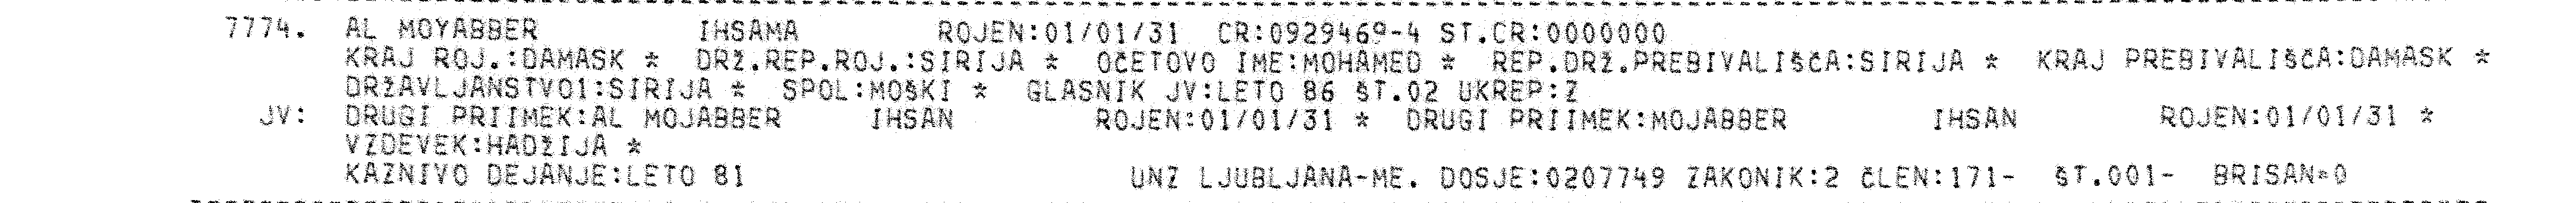 7774. AL MOYABBER IHSAMA ROJEN:01/01/31 CR:0929469-4 ST.CR:0000000
KRAJ ROJ.:DAMASK * DRŽ.REP.ROJ.:SIRIJA * OČETOVO IME:MOHAMED * REP.DRŽ.PREBIVALIŠČA:SIRIJA * KRAJ PREBIVALIŠČA:DAMASK *
DRŽAVLJANSTVO1:SIRIJA * SPOL:MOŠKI * GLASNIK JV:LETO 86 ŠT.02 UKREP:Z
JV: DRUGI PRIIMEK:AL MOJABBER IHSAN ROJEN:01/01/31 * DRUGI PRIIMEK:MOJABBER IHSAN ROJEN:01/01/31 *
VZDEVEK:HADŽIJA *
KAZNIVO DEJANJE:LETO 81 UNZ LJUBLJANA-ME. DOSJE:0207749 ZAKONIK:2 ČLEN:171- ŠT.001- BRISAN=0